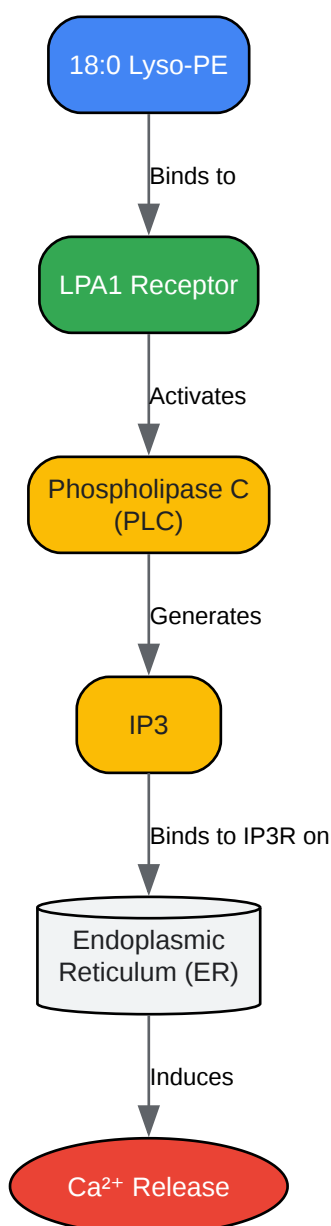 18:0 Lyso-PE
Binds to
LPA1 Receptor
Activates
Phospholipase C
(PLC)
Generates
IP3
Binds to IP3R on
Endoplasmic
Reticulum (ER)
Induces
Ca²⁺ Release